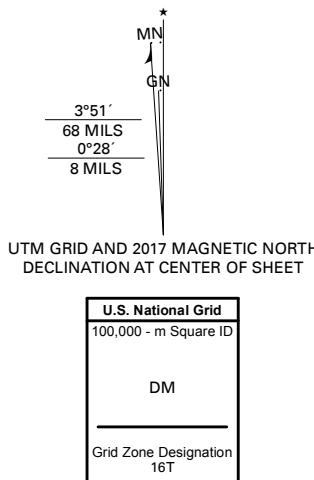 ★
MN
GN
3°51´
68 MILS
0°28´
8 MILS
UTM GRID AND 2017 MAGNETIC NORTH
DECLINATION AT CENTER OF SHEET
U.S. National Grid
100,000 - m Square ID
DM
Grid Zone Designation
16T